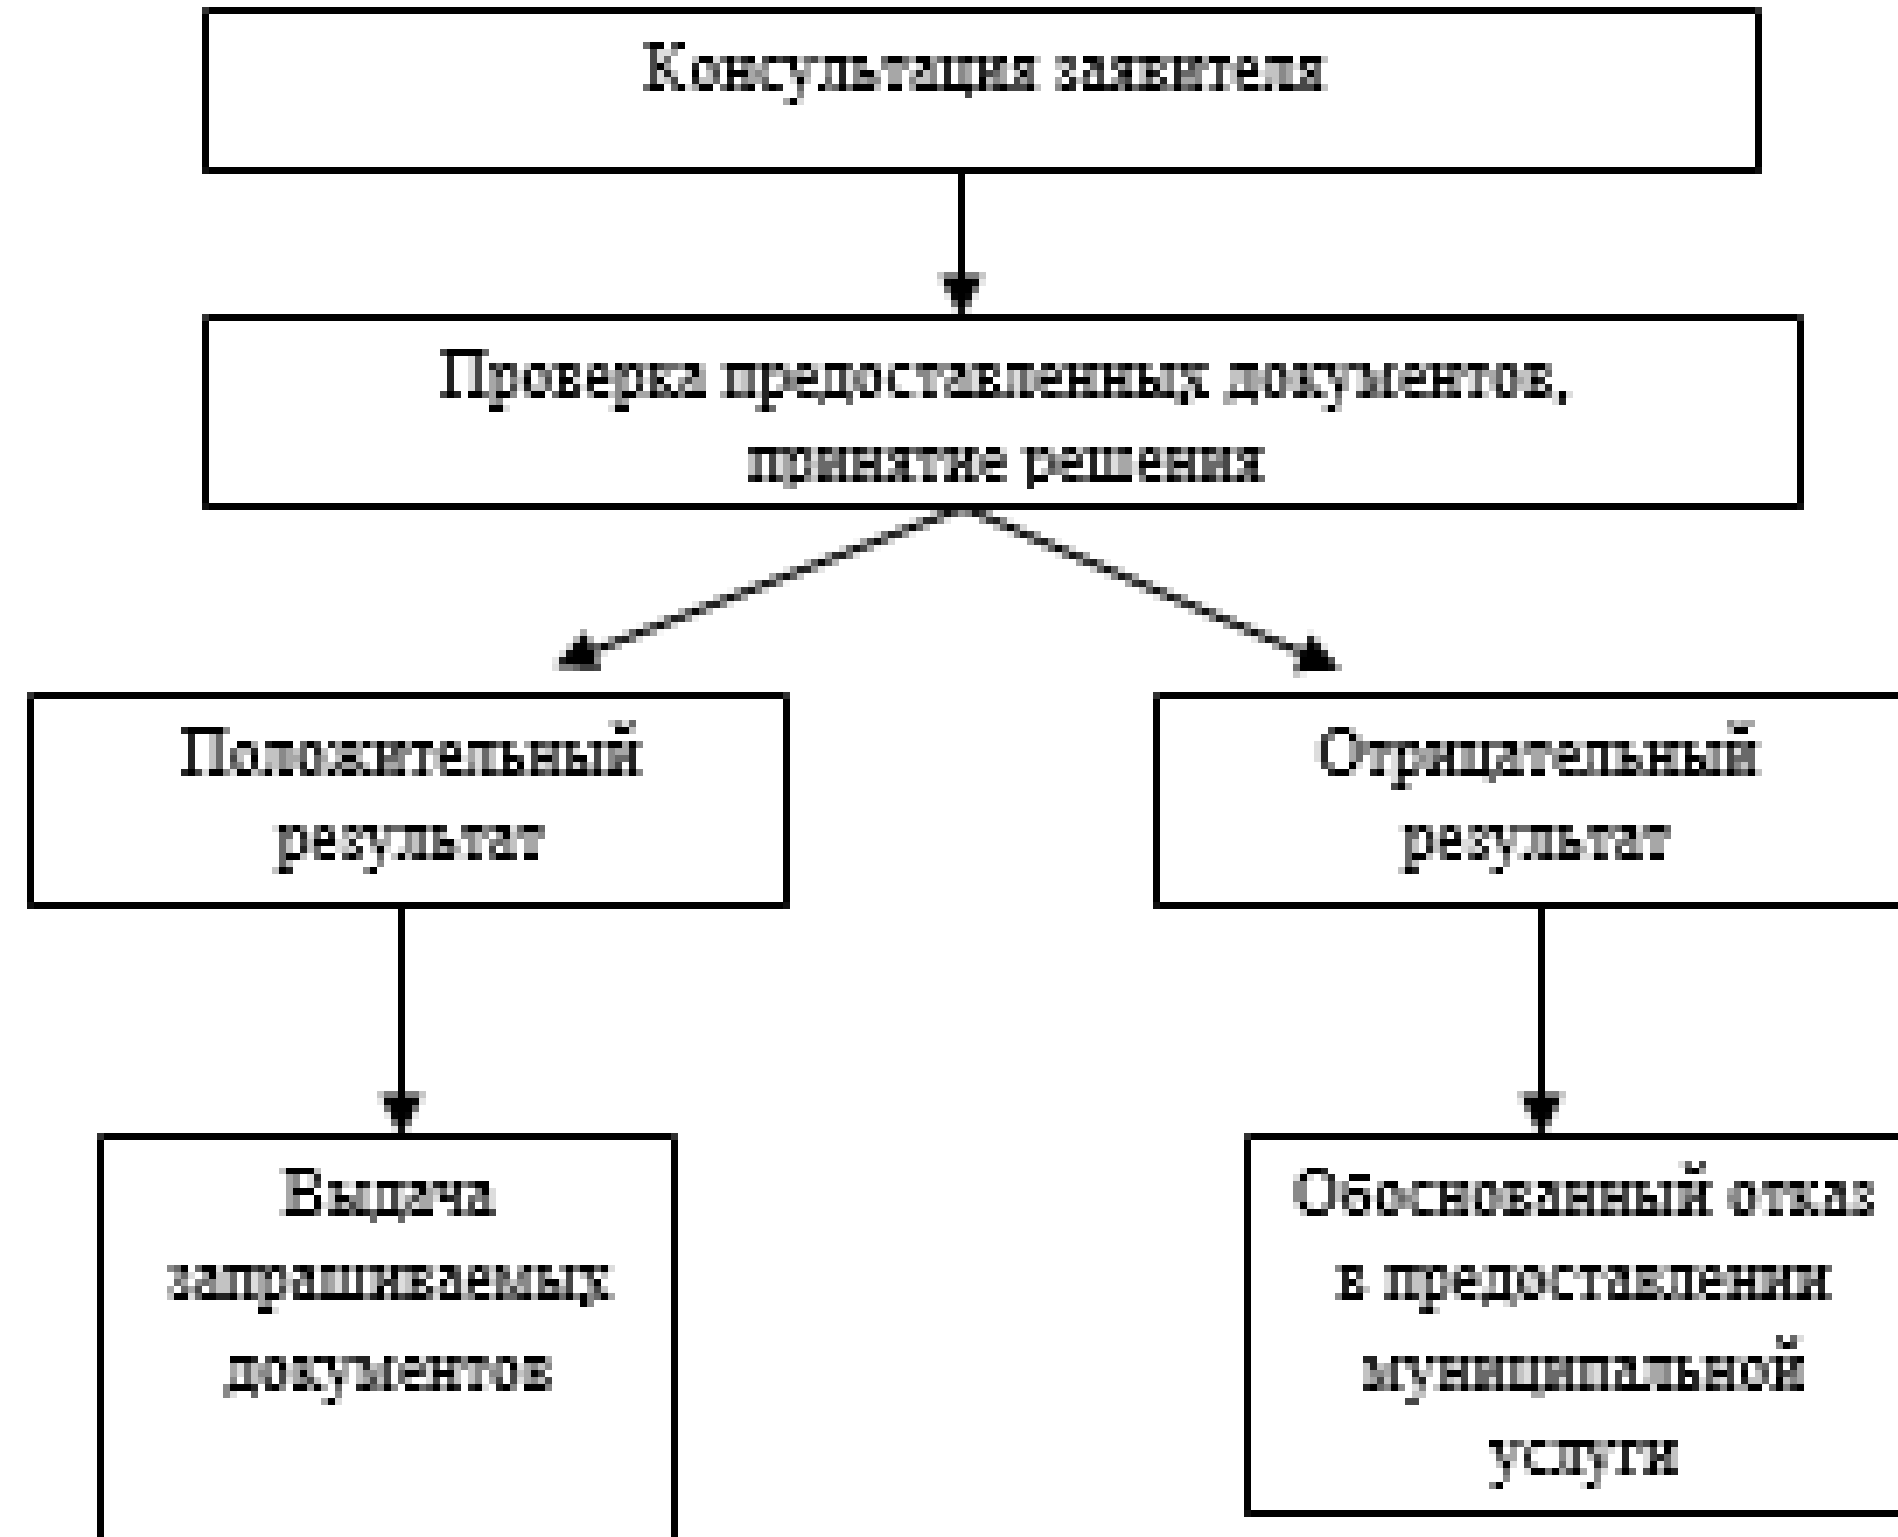 Консультация заявителя
Проверка предоставленных документов,
принятие решения
Положительный
результат
Отрицательный
результат
Выдача
запрашиваемых
документов
Обоснованный отказ
в предоставлении
муниципальной
услуги